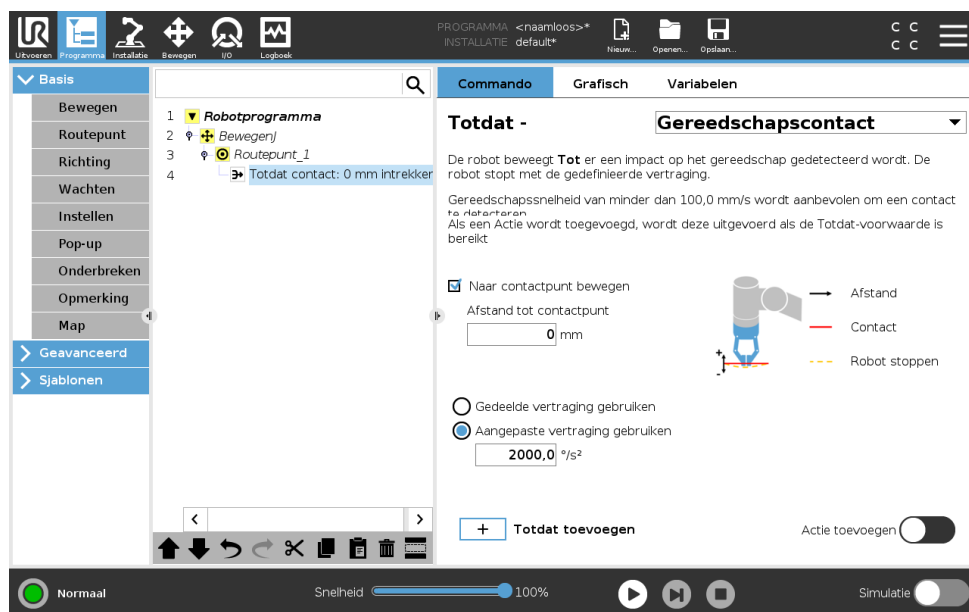 UR
PROGRAMMA <naamloos>*
INSTALLATIE default*
C C
C C
Uitvoeren Programma Installatie Bewegen I/O Logboek Nieuw... Openen... Opslaan...
Basis
Bewegen
Routepunt
Richting
Wachten
Instellen
Pop-up
Onderbreken
Opmerking
Map
Geavanceerd
Sjablonen
1 Robotprogramma
2 BewegenJ
3 Routepunt_1
4 Totdat contact: 0 mm intrekker
Commando Grafisch Variabelen
Totdat - Gereedschapscontact
De robot beweegt Tot er een impact op het gereedschap gedetecteerd wordt. De
robot stopt met de gedefinieerde vertraging.
Gereedschapssnelheid van minder dan 100,0 mm/s wordt aanbevolen om een contact
te detecteren
Als een Actie wordt toegevoegd, wordt deze uitgevoerd als de Totdat-voorwaarde is
bereikt
Naar contactpunt bewegen
Afstand tot contactpunt
0 mm
+
-
Afstand
Contact
Robot stoppen
Gedeelde vertraging gebruiken
Aangepaste vertraging gebruiken
2000,0 °/s²
+ Totdat toevoegen
Actie toevoegen
Normaal
Snelheid 100%
Simulatie